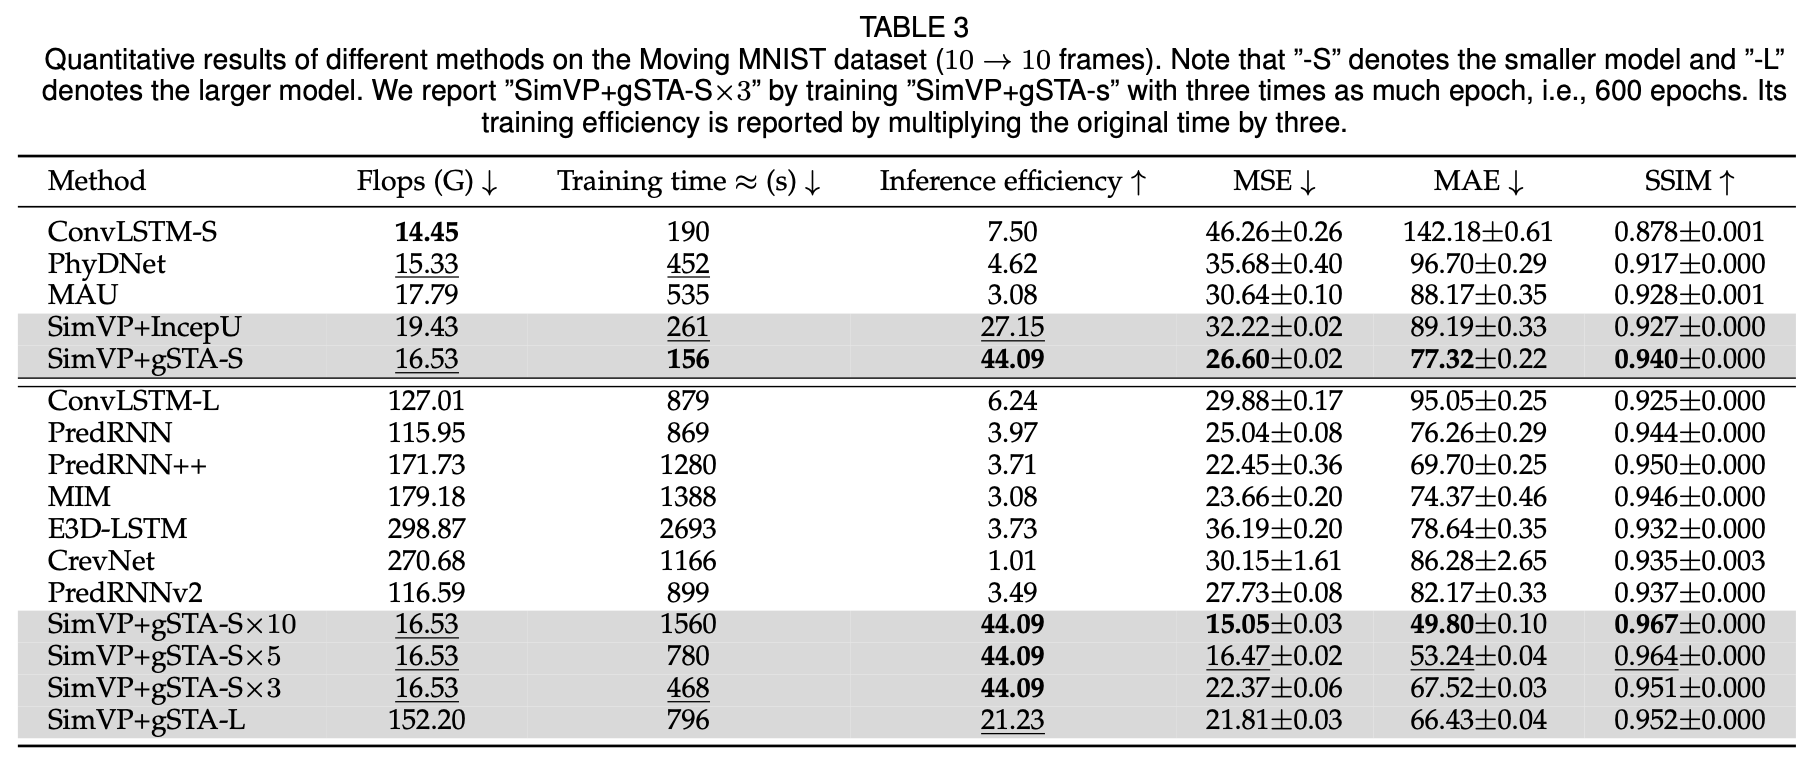 TABLE 3
Quantitative results of different methods on the Moving MNIST dataset (10 → 10 frames). Note that ”-S” denotes the smaller model and ”-L”
denotes the larger model. We report ”SimVP+gSTA-S×3” by training ”SimVP+gSTA-s” with three times as much epoch, i.e., 600 epochs. Its
training efficiency is reported by multiplying the original time by three.
Method Flops (G) ↓ Training time ≈ (s) ↓ Inference efficiency ↑ MSE ↓ MAE ↓ SSIM ↑
ConvLSTM-S 14.45 190 7.50 46.26±0.26 142.18±0.61 0.878±0.001
PhyDNet 15.33 452 4.62 35.68±0.40 96.70±0.29 0.917±0.000
MAU 17.79 535 3.08 30.64±0.10 88.17±0.35 0.928±0.001
SimVP+IncepU 19.43 261 27.15 32.22±0.02 89.19±0.33 0.927±0.000
SimVP+gSTA-S 16.53 156 44.09 26.60±0.02 77.32±0.22 0.940±0.000
ConvLSTM-L 127.01 879 6.24 29.88±0.17 95.05±0.25 0.925±0.000
PredRNN 115.95 869 3.97 25.04±0.08 76.26±0.29 0.944±0.000
PredRNN++ 171.73 1280 3.71 22.45±0.36 69.70±0.25 0.950±0.000
MIM 179.18 1388 3.08 23.66±0.20 74.37±0.46 0.946±0.000
E3D-LSTM 298.87 2693 3.73 36.19±0.20 78.64±0.35 0.932±0.000
CrevNet 270.68 1166 1.01 30.15±1.61 86.28±2.65 0.935±0.003
PredRNNv2 116.59 899 3.49 27.73±0.08 82.17±0.33 0.937±0.000
SimVP+gSTA-S×10 16.53 1560 44.09 15.05±0.03 49.80±0.10 0.967±0.000
SimVP+gSTA-S×5 16.53 780 44.09 16.47±0.02 53.24±0.04 0.964±0.000
SimVP+gSTA-S×3 16.53 468 44.09 22.37±0.06 67.52±0.03 0.951±0.000
SimVP+gSTA-L 152.20 796 21.23 21.81±0.03 66.43±0.04 0.952±0.000